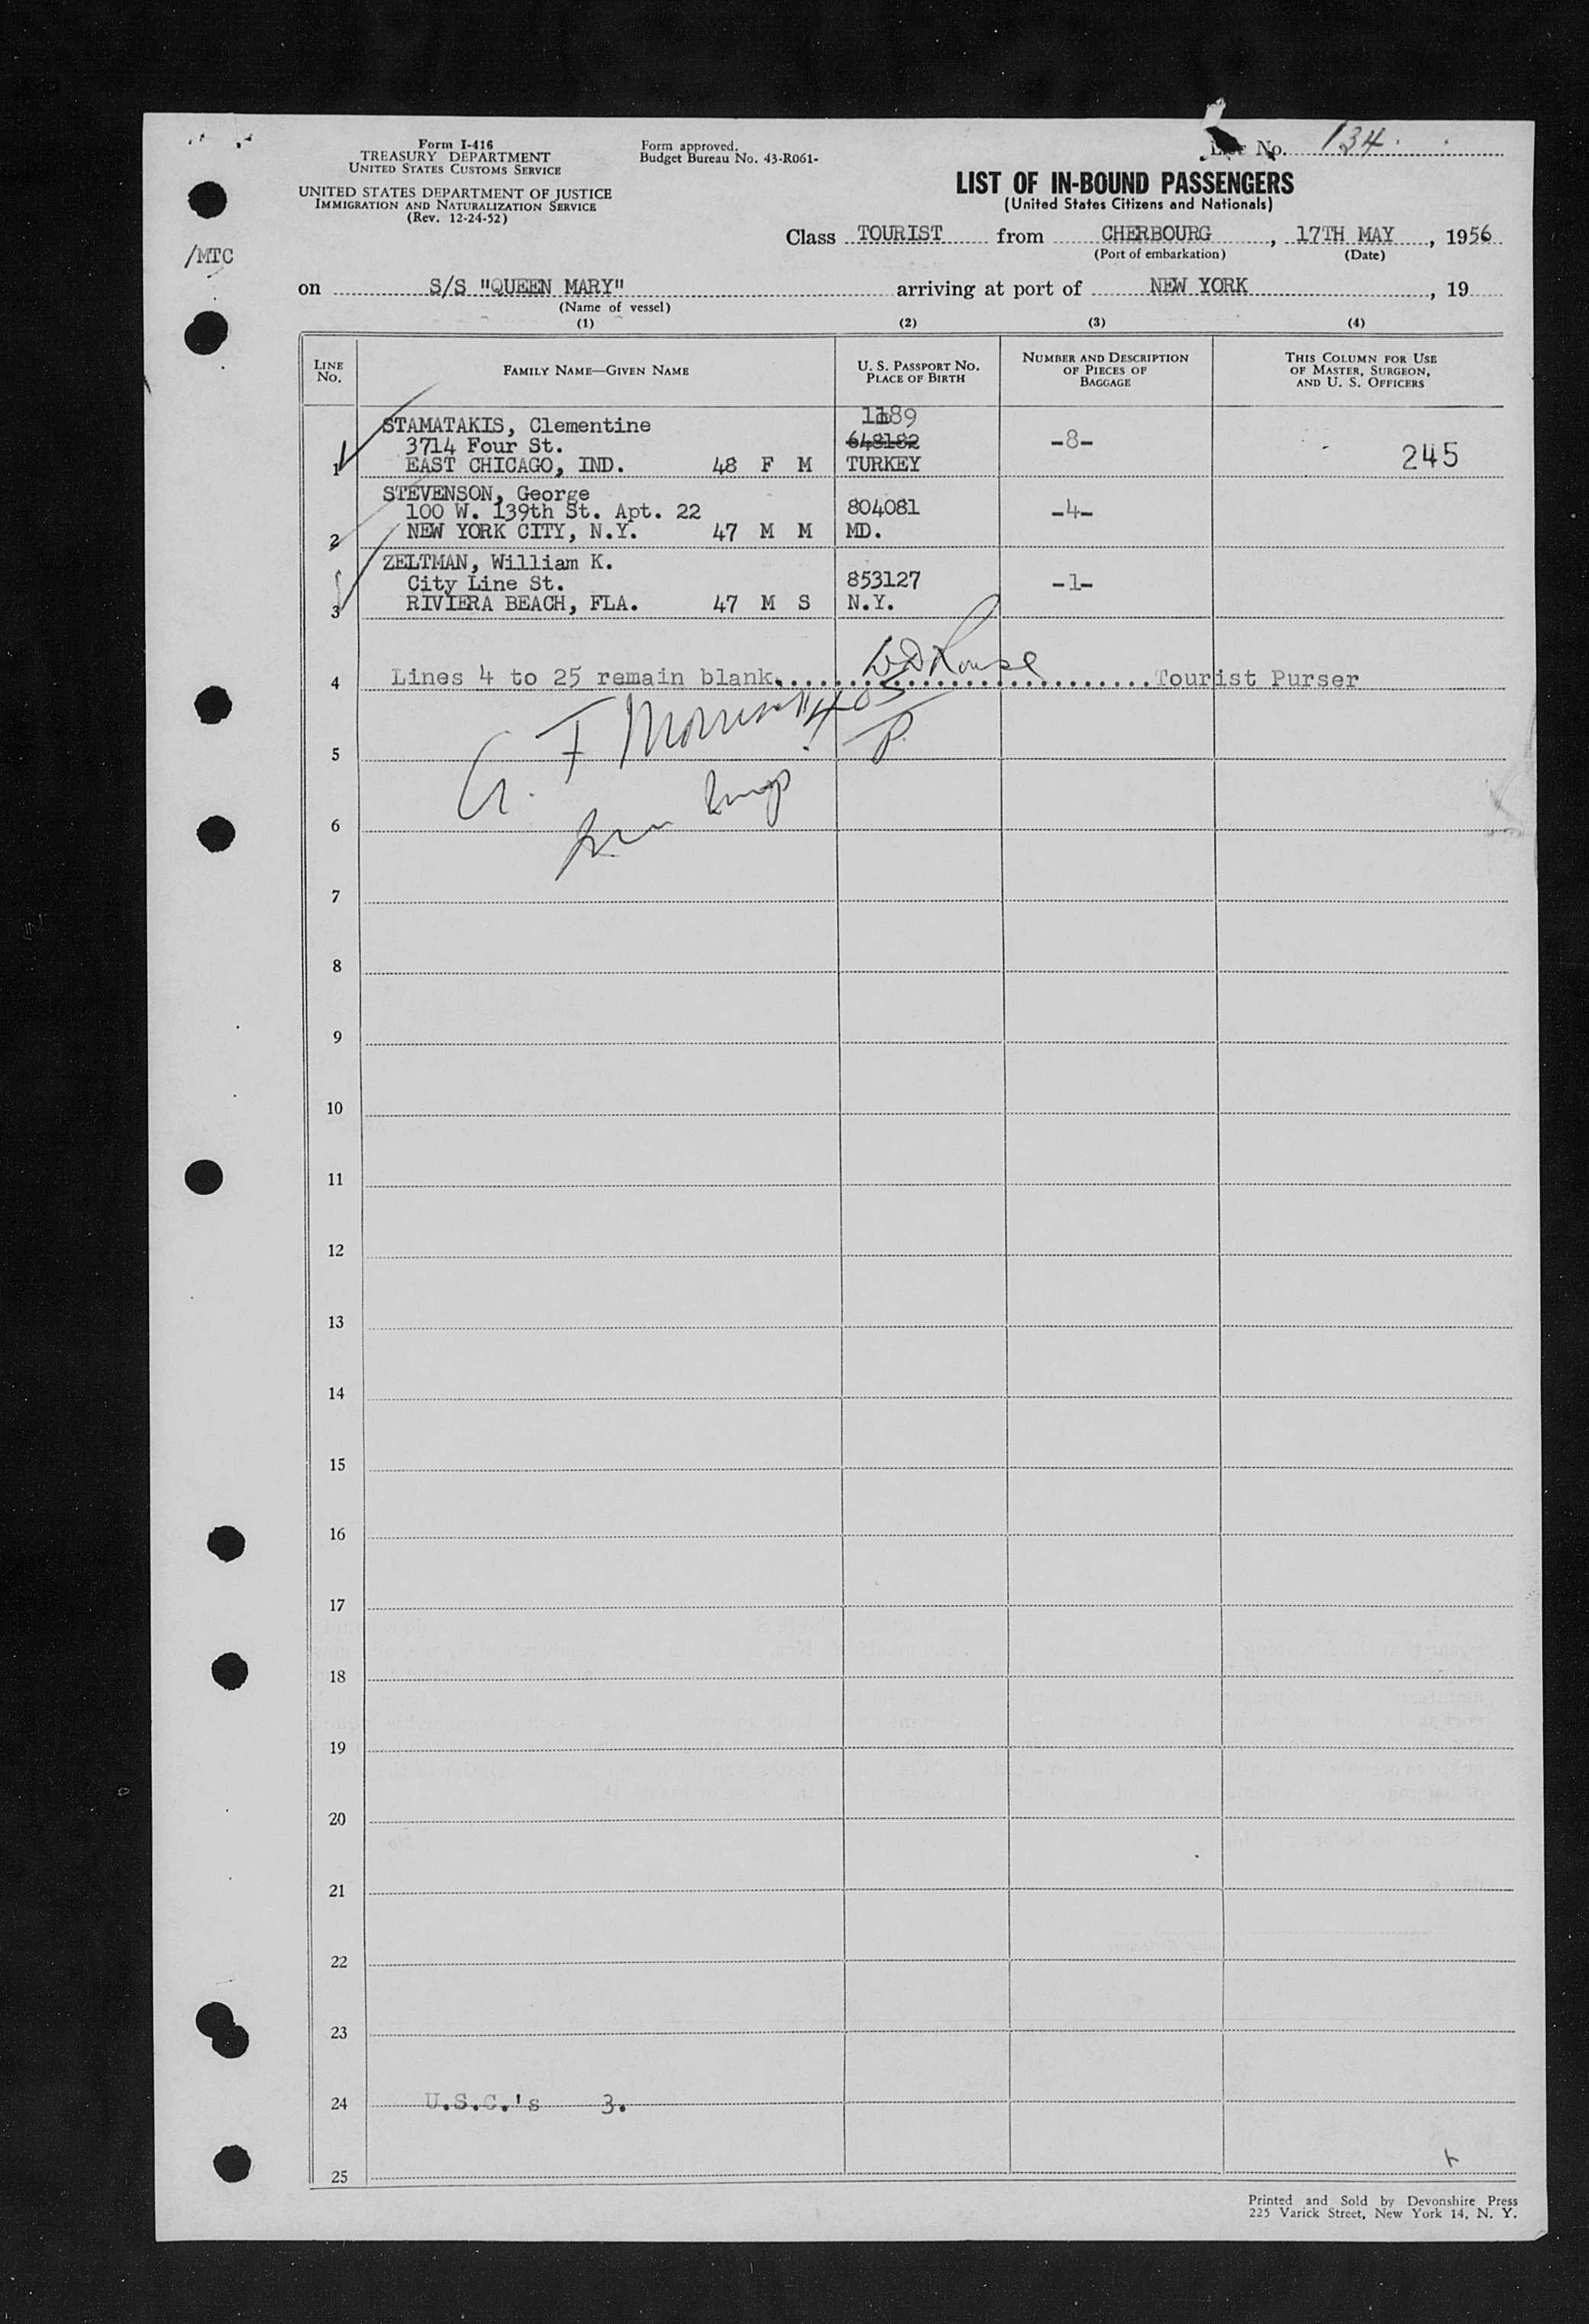 Form I-416
TREASURY DEPARTMENT
UNITED STATES CUSTOMS SERVICE
UNITED STATES DEPARTMENT OF JUSTICE
IMMIGRATION AND NATURALIZATION SERVICE
(Rev. 12-24-52)
Form approved.
Budget Bureau No. 43-R061-
No. 134
LIST OF IN-BOUND PASSENGERS
(United States Citizens and Nationals)
/MTC
Class TOURIST from CHERBOURG, 17TH MAY, 1956
(Port of embarkation) (Date)
on S/S "QUEEN MARY" arriving at port of NEW YORK, 19
(Name of vessel)
(1) (2) (3) (4)
LINE No. FAMILY NAME—GIVEN NAME U. S. PASSPORT NO. PLACE OF BIRTH NUMBER AND DESCRIPTION OF PIECES OF BAGGAGE THIS COLUMN FOR USE OF MASTER, SURGEON, AND U. S. OFFICERS
STAMATAKIS, Clementine 1189
3714 Four St. 648182 -8-
1 EAST CHICAGO, IND. 48 F M TURKEY 245
STEVENSON, George
100 W. 139th St. Apt. 22 804081 -4-
2 NEW YORK CITY, N.Y. 47 M M MD.
ZELTMAN, William K.
City Line St. 853127 -1-
3 RIVIERA BEACH, FLA. 47 M S N.Y.
4 Lines 4 to 25 remain blank. Tourist Purser
5
6
7
8
9
10
11
12
13
14
15
16
17
18
19
20
21
22
23
24 U.S.C.'s 3.
25
Printed and Sold by Devonshire Press
225 Varick Street, New York 14, N. Y.